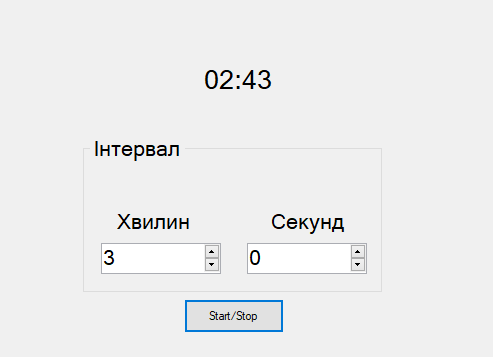 02:43
Інтервал
Хвилин Секунд
3 0
Start/Stop